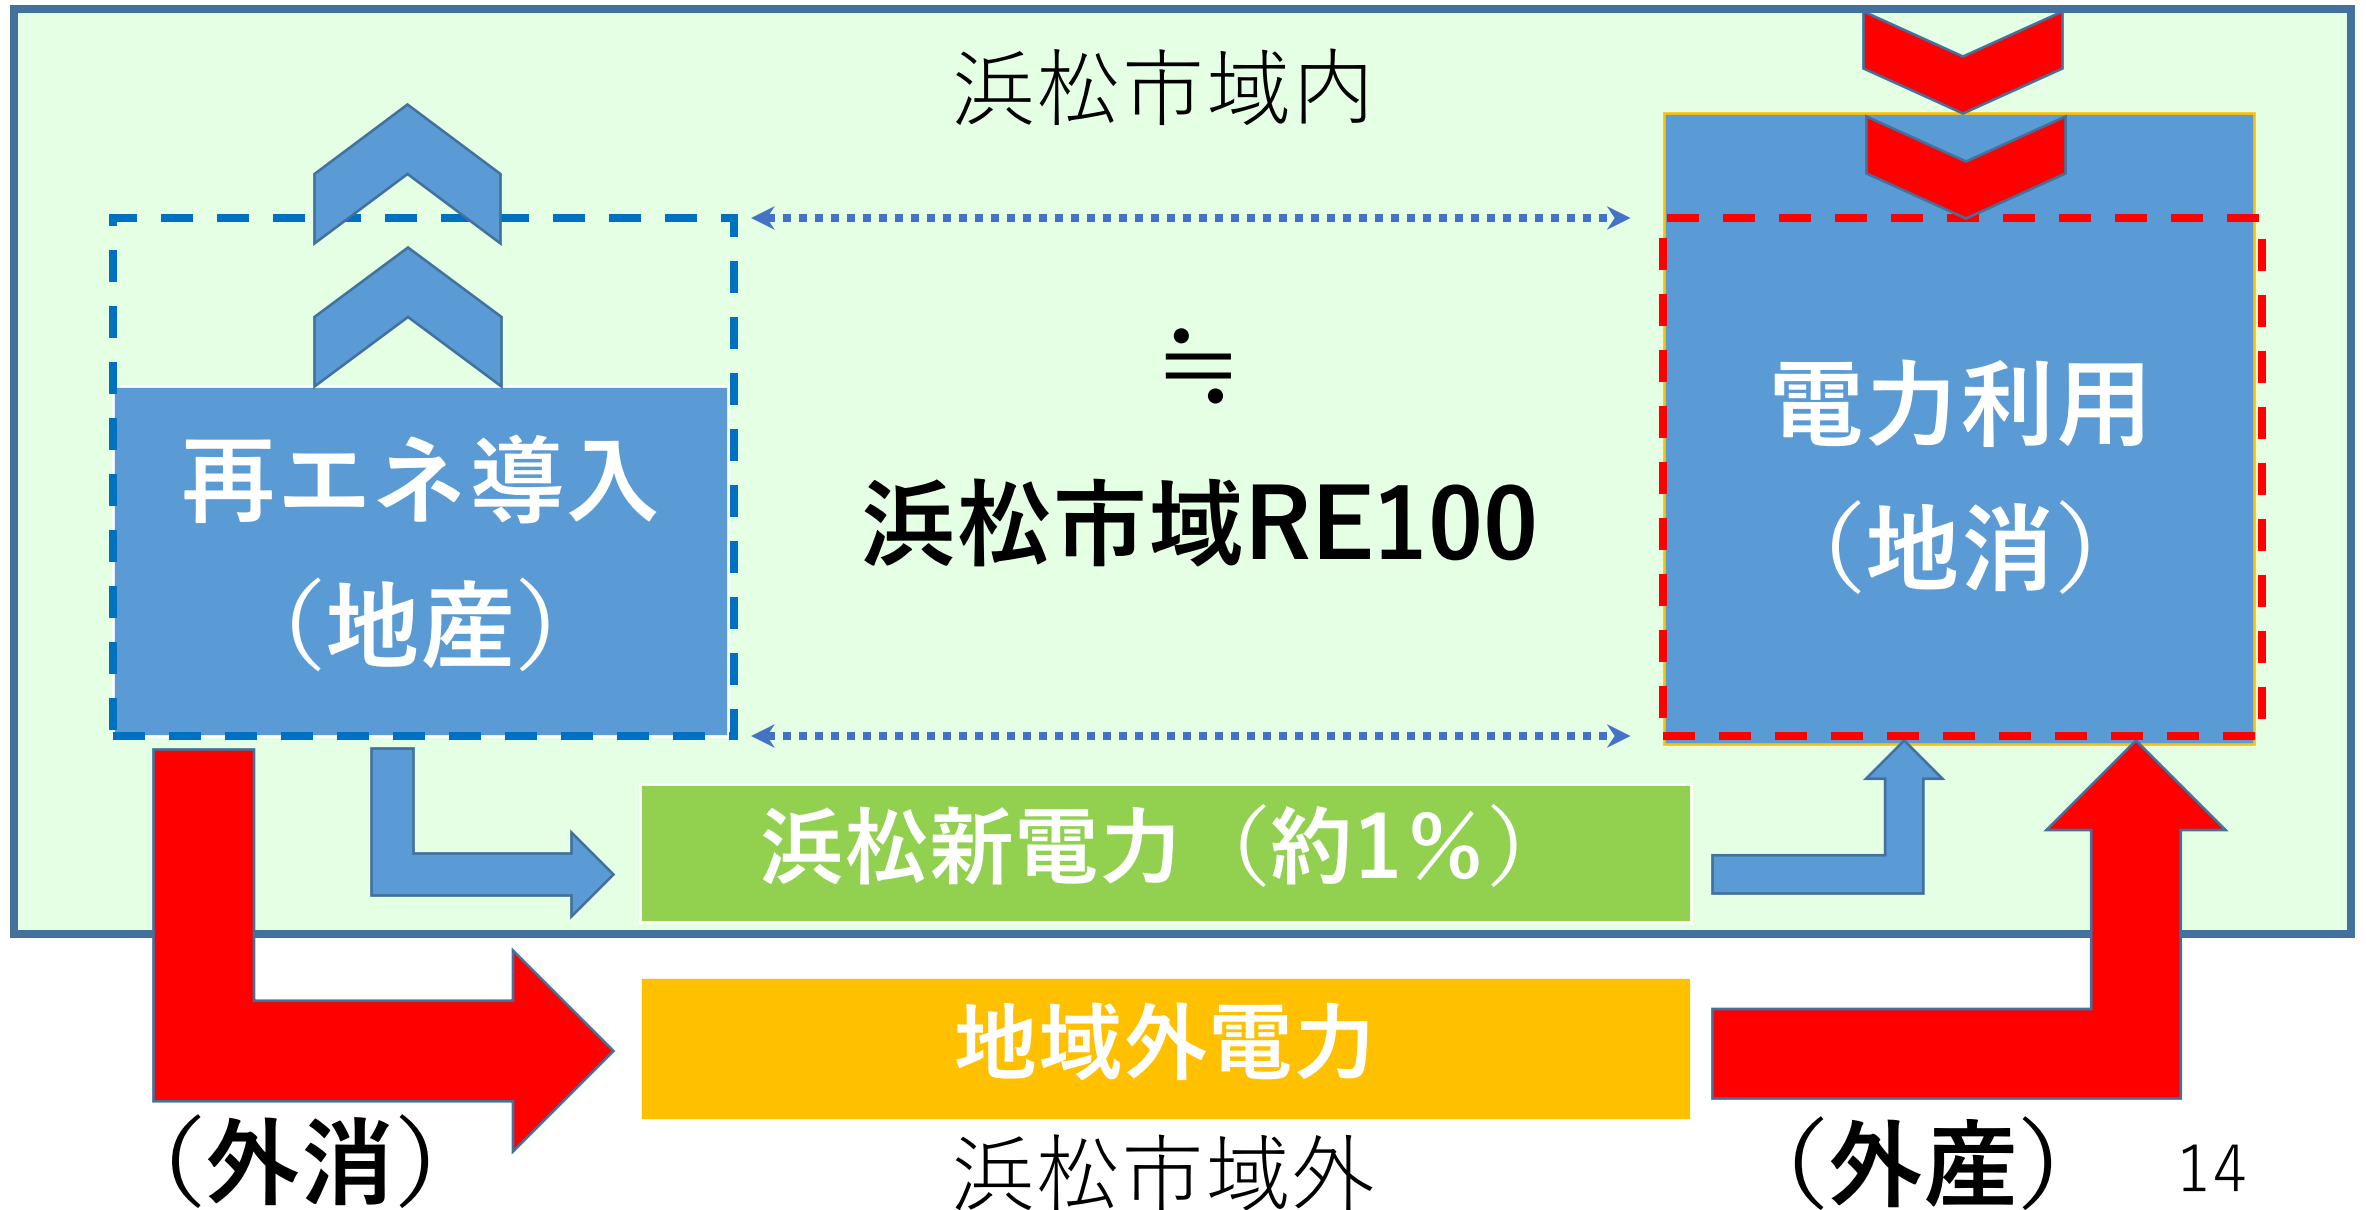 浜松市域内
≒
浜松市域RE100
再エネ導入
（地産）
電力利用
（地消）
浜松新電力（約1％）
地域外電力
（外消）
浜松市域外
（外産）
14